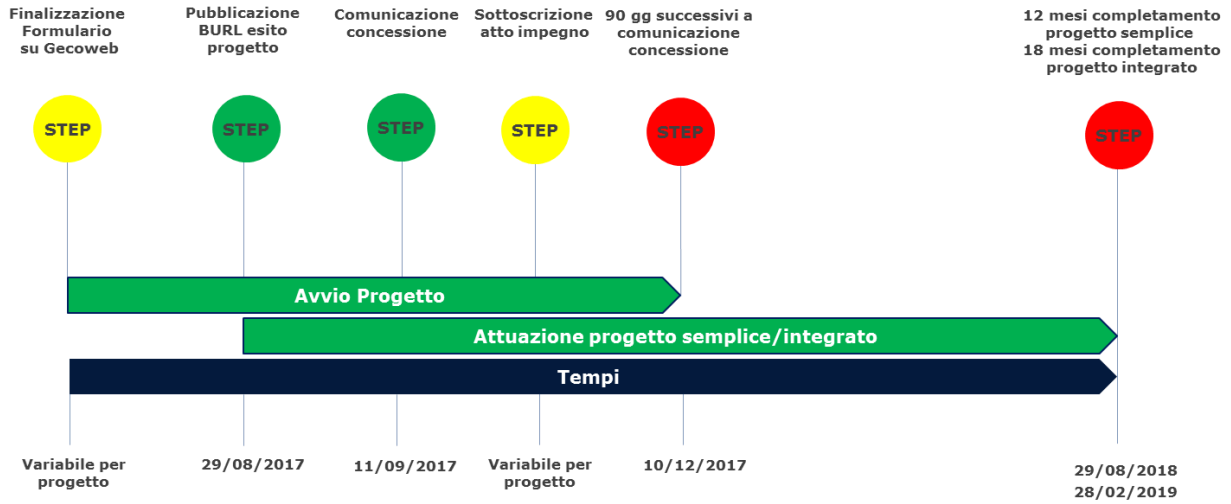 Finalizzazione
Formulario
su Gecoweb
Pubblicazione
BURL esito
progetto
Comunicazione
concessione
Sottoscrizione
atto impegno
90 gg successivi a
comunicazione
concessione
12 mesi completamento
progetto semplice
18 mesi completamento
progetto integrato
STEP
STEP
STEP
STEP
STEP
STEP
Avvio Progetto
Attuazione progetto semplice/integrato
Tempi
Variabile per
progetto
29/08/2017
11/09/2017
Variabile per
progetto
10/12/2017
29/08/2018
28/02/2019